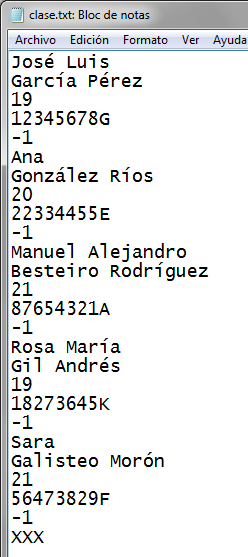 clase.txt: Bloc de notas
Archivo Edición Formato Ver Ayuda
José Luis
García Pérez
19
12345678G
-1
Ana
González Ríos
20
22334455E
-1
Manuel Alejandro
Besteiro Rodríguez
21
87654321A
-1
Rosa María
Gil Andrés
19
18273645K
-1
Sara
Galisteo Morón
21
56473829F
-1
XXX